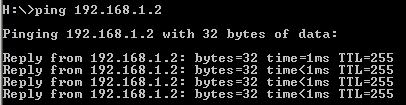 H:\>ping 192.168.1.2
Pinging 192.168.1.2 with 32 bytes of data:
Reply from 192.168.1.2: bytes=32 time=1ms TTL=255
Reply from 192.168.1.2: bytes=32 time<1ms TTL=255
Reply from 192.168.1.2: bytes=32 time<1ms TTL=255
Reply from 192.168.1.2: bytes=32 time<1ms TTL=255